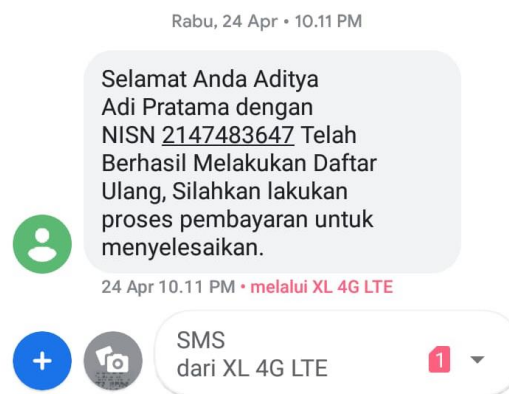 Rabu, 24 Apr • 10.11 PM
Selamat Anda Aditya
Adi Pratama dengan
NISN 2147483647 Telah
Berhasil Melakukan Daftar
Ulang, Silahkan lakukan
proses pembayaran untuk
menyelesaikan.
24 Apr 10.11 PM • melalui XL 4G LTE
SMS
dari XL 4G LTE
1